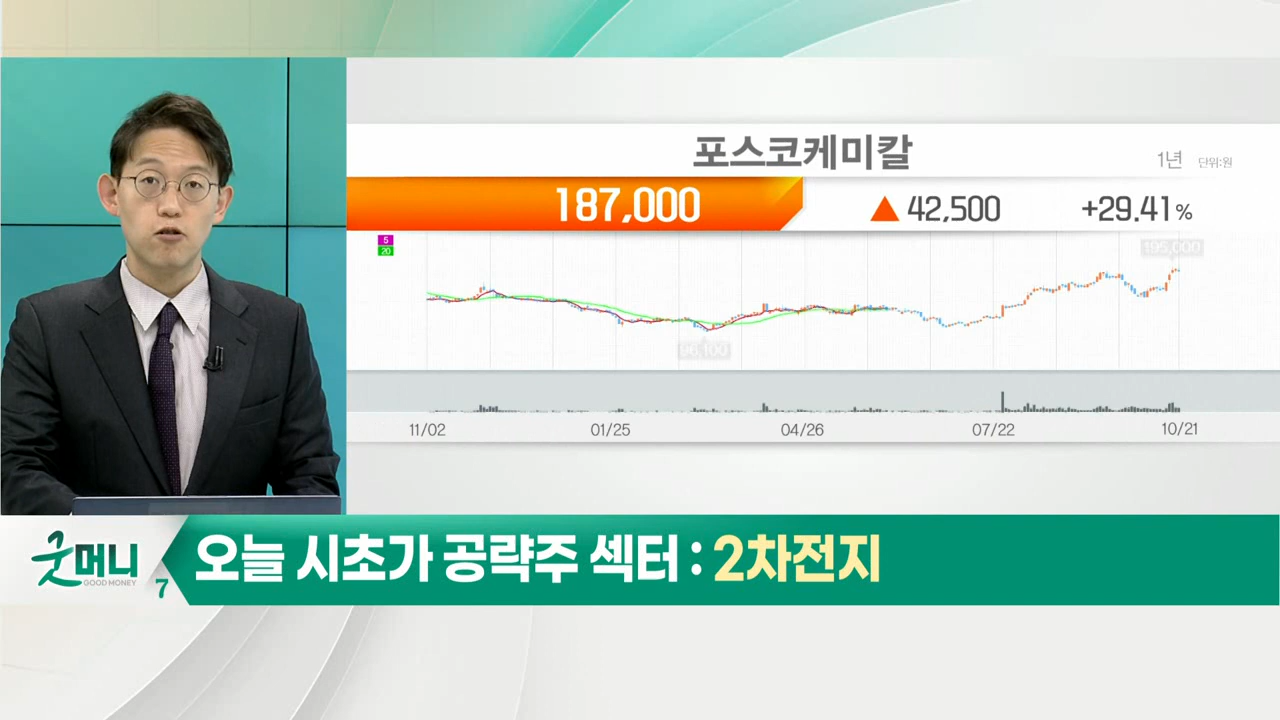 포스코케미칼
1년 단위:원
187,000 ▲ 42,500 +29.41%
5
20
195,000
96,100
11/02 01/25 04/26 07/22 10/21
굿머니
GOOD MONEY
7
오늘 시초가 공략주 섹터 : 2차전지